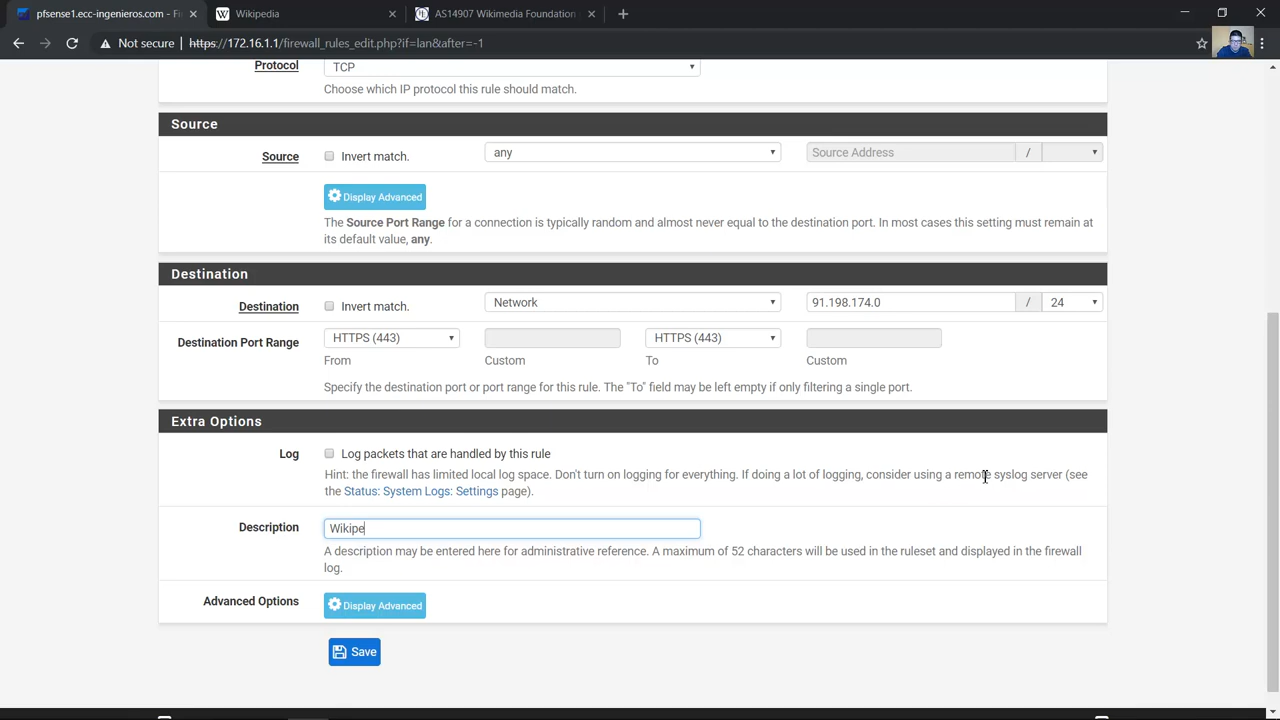 pfsense1.ecc-ingenieros.com - Fi
Wikipedia
AS14907 Wikimedia Foundation
Not secure
https://172.16.1.1/firewall_rules_edit.php?if=lan&after=-1
Protocol
TCP
Choose which IP protocol this rule should match.
Source
Source
Invert match.
any
Source Address
/
Display Advanced
The Source Port Range for a connection is typically random and almost never equal to the destination port. In most cases this setting must remain at
its default value, any.
Destination
Destination
Invert match.
Network
91.198.174.0
/
24
Destination Port Range
HTTPS (443)
HTTPS (443)
From
Custom
To
Custom
Specify the destination port or port range for this rule. The "To" field may be left empty if only filtering a single port.
Extra Options
Log
Log packets that are handled by this rule
Hint: the firewall has limited local log space. Don't turn on logging for everything. If doing a lot of logging, consider using a remote syslog server (see
the Status: System Logs: Settings page).
Description
Wikipe
A description may be entered here for administrative reference. A maximum of 52 characters will be used in the ruleset and displayed in the firewall
log.
Advanced Options
Display Advanced
Save